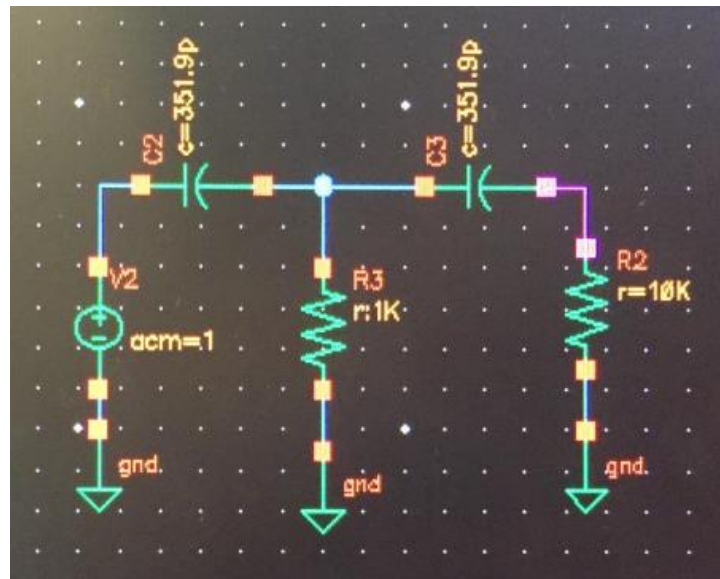 C2
c=351.9p
C3
c=351.9p
V2
acm=1
R3
r:1K
R2
r=10K
gnd
gnd
gnd